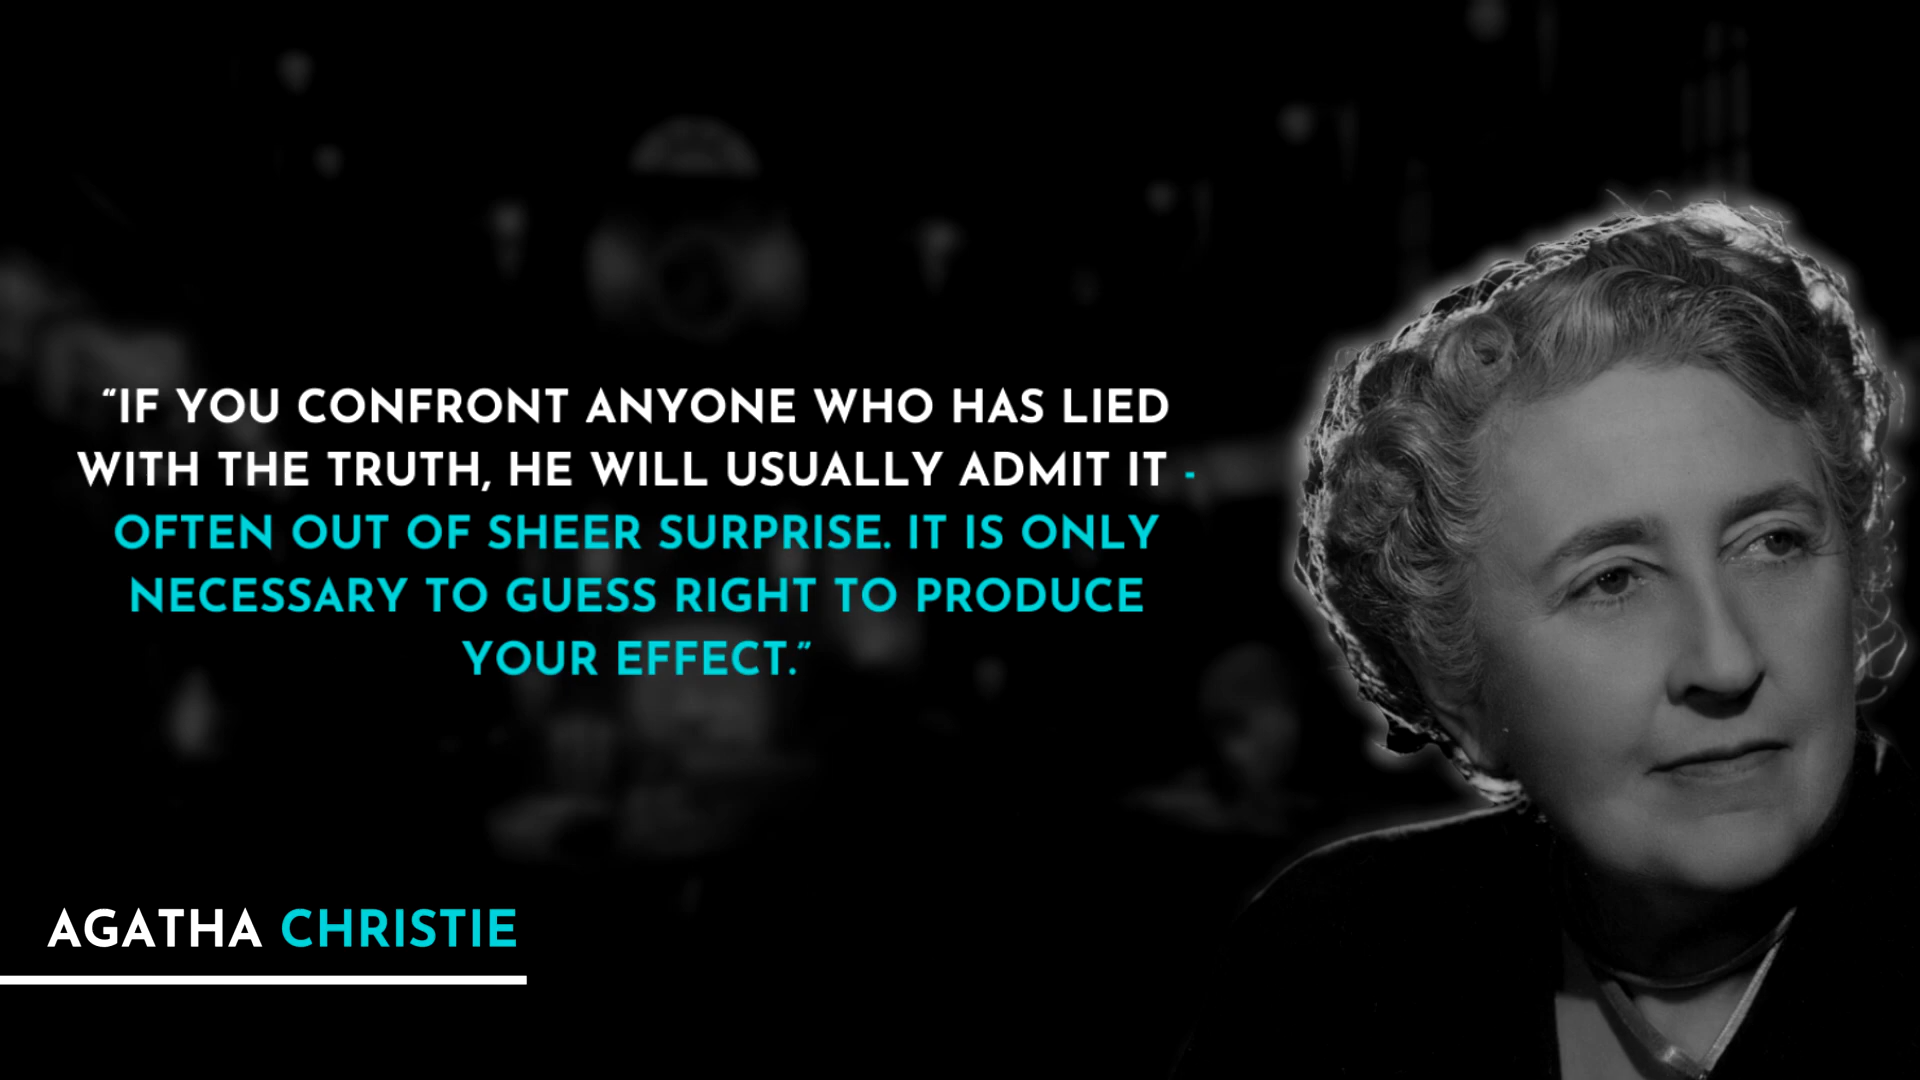 “IF YOU CONFRONT ANYONE WHO HAS LIED
WITH THE TRUTH, HE WILL USUALLY ADMIT IT -
OFTEN OUT OF SHEER SURPRISE. IT IS ONLY
NECESSARY TO GUESS RIGHT TO PRODUCE
YOUR EFFECT.”
AGATHA CHRISTIE